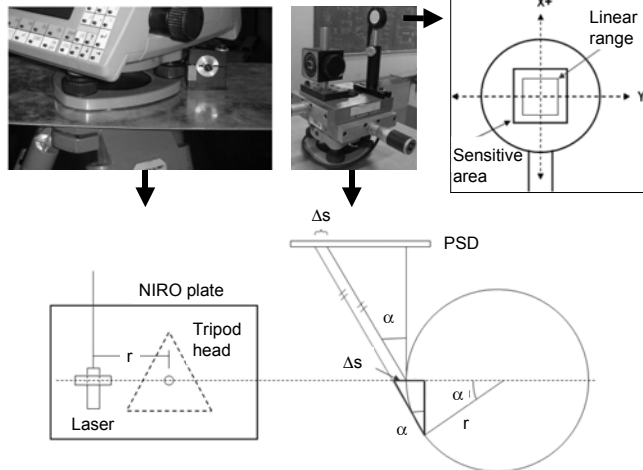 X+
Linear
range
Y
Sensitive
area
Δs
PSD
NIRO plate
Tripod
head
r
Laser
α
Δs
α
α
r